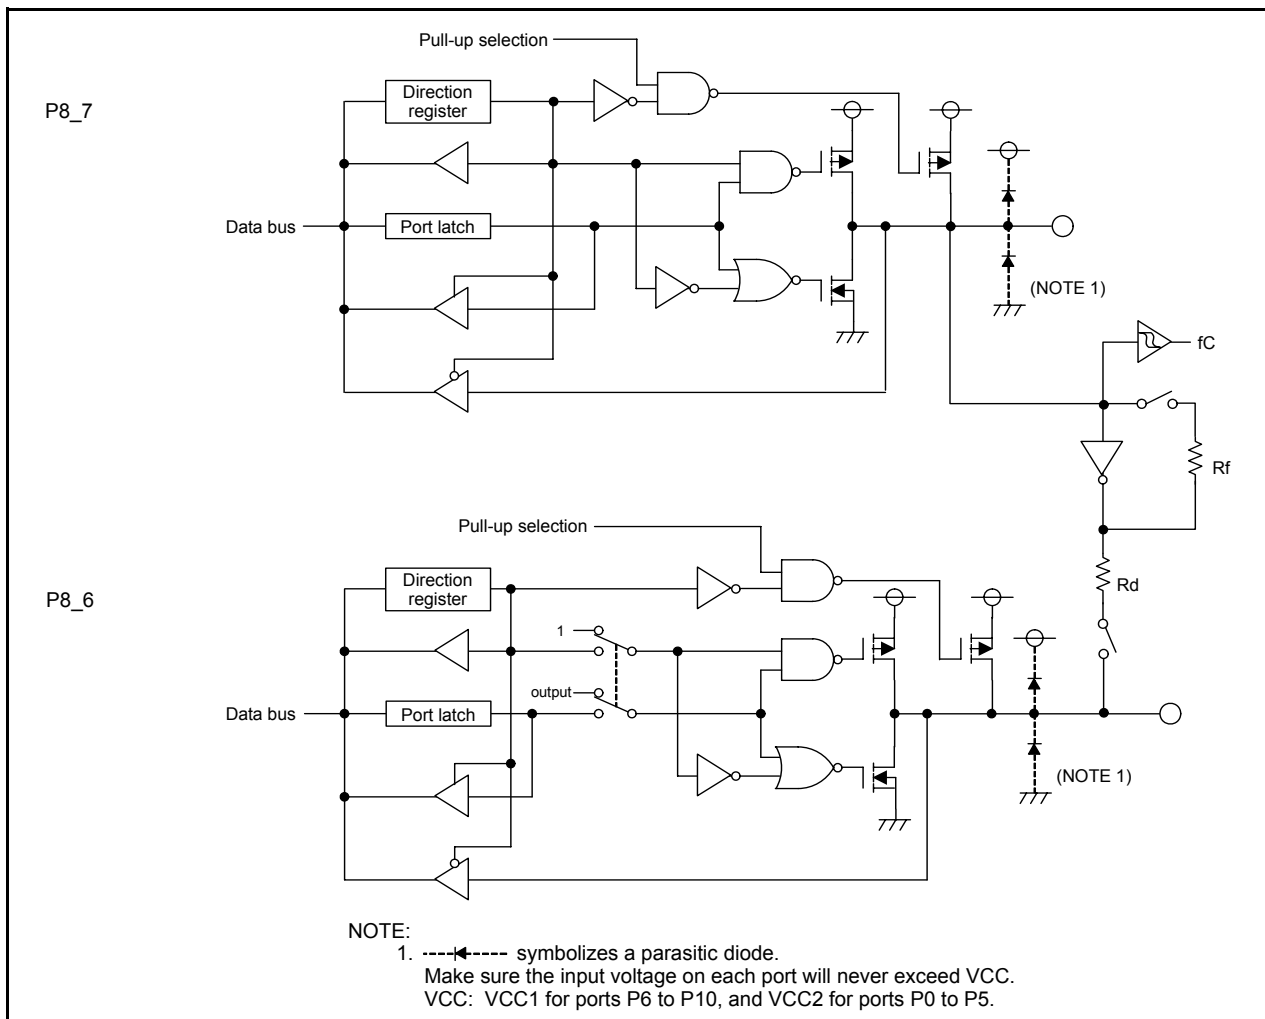 Pull-up selection
P8_7
Direction
register
Data bus
Port latch
(NOTE 1)
fC
Rf
Pull-up selection
P8_6
Direction
register
Rd
1
output
Data bus
Port latch
(NOTE 1)
NOTE:
1. symbolizes a parasitic diode.
Make sure the input voltage on each port will never exceed VCC.
VCC: VCC1 for ports P6 to P10, and VCC2 for ports P0 to P5.